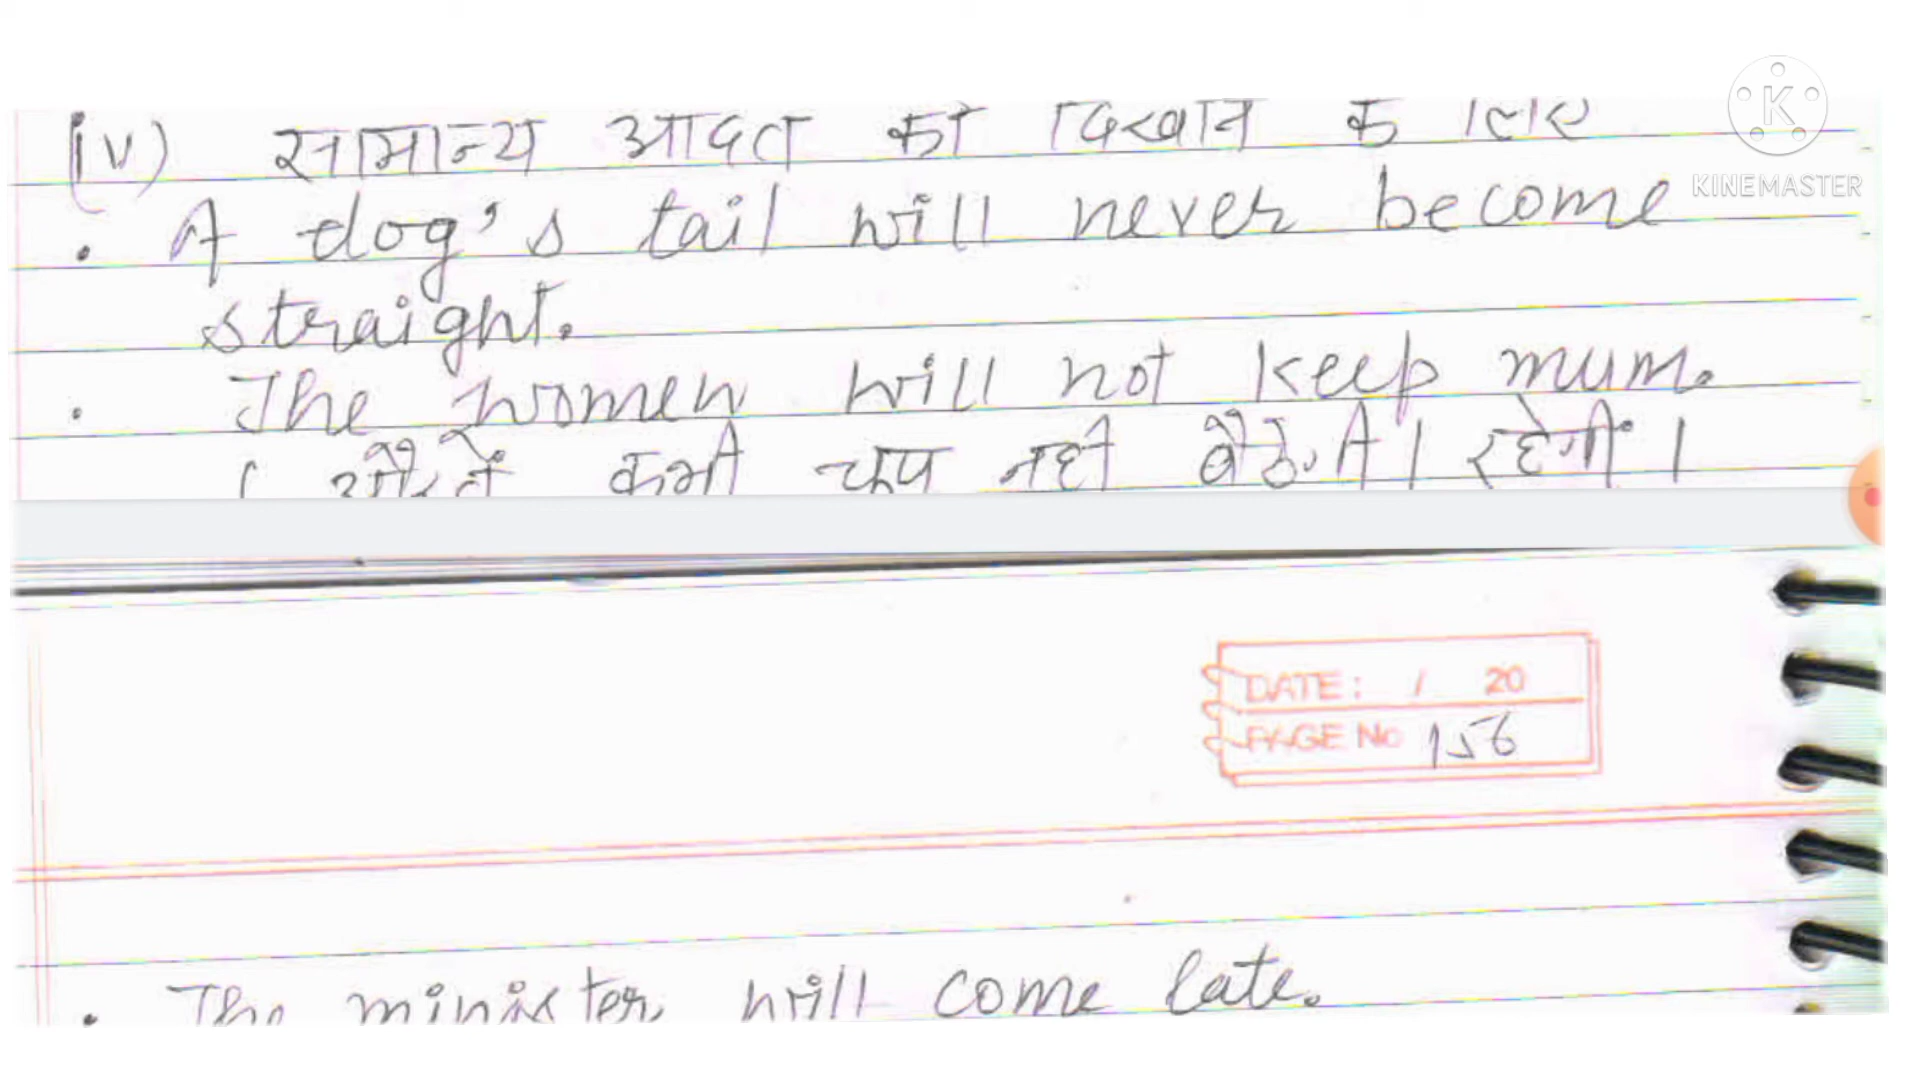 (iv) सामान्य आदत को दिखाने के लिए
KINEMASTER
• A dog's tail will never become
straight.
• The women will not keep mum.
( औरतें कभी चुप नहीं बैठेंगी। रहेगीं।
DATE: / 20
PAGE No 156
• The minister will come late.